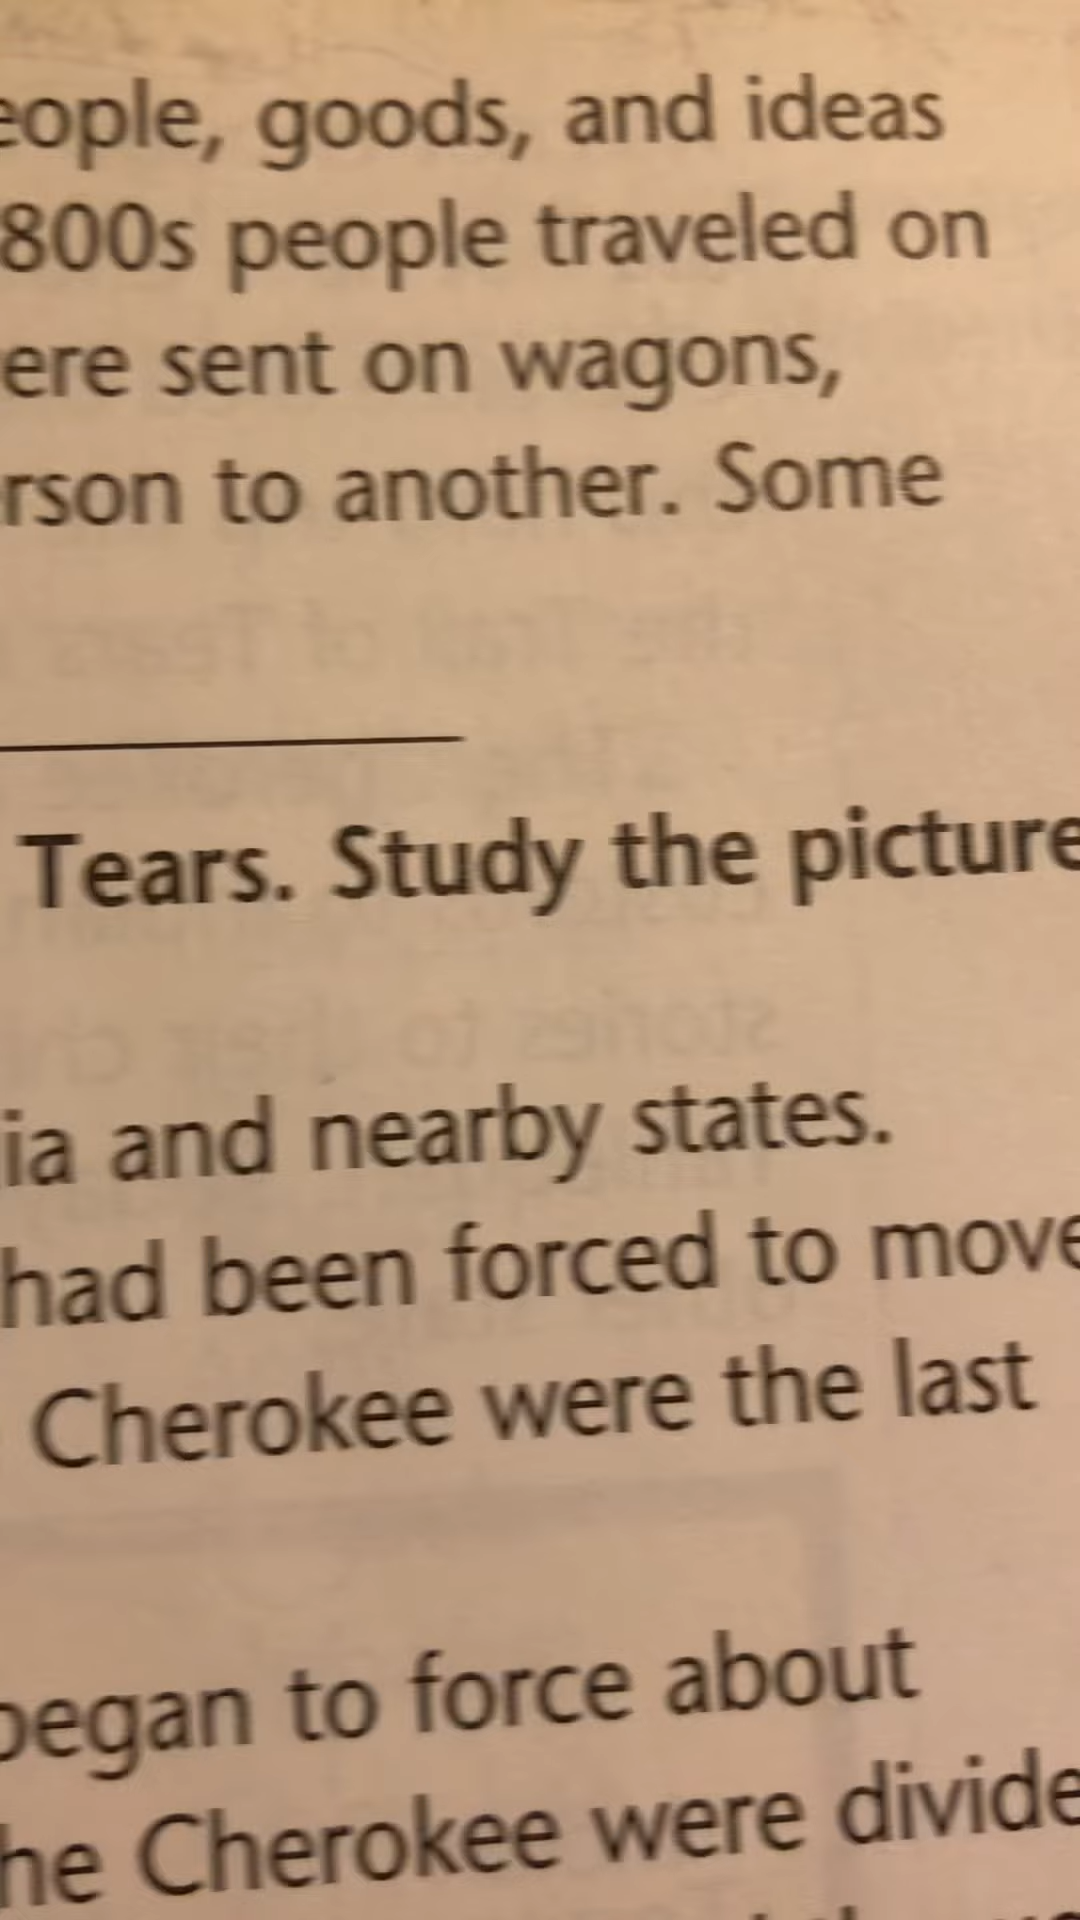 eople, goods, and ideas
800s people traveled on
ere sent on wagons,
rson to another. Some
Tears. Study the picture
ia and nearby states.
had been forced to move
Cherokee were the last
began to force about
he Cherokee were divide